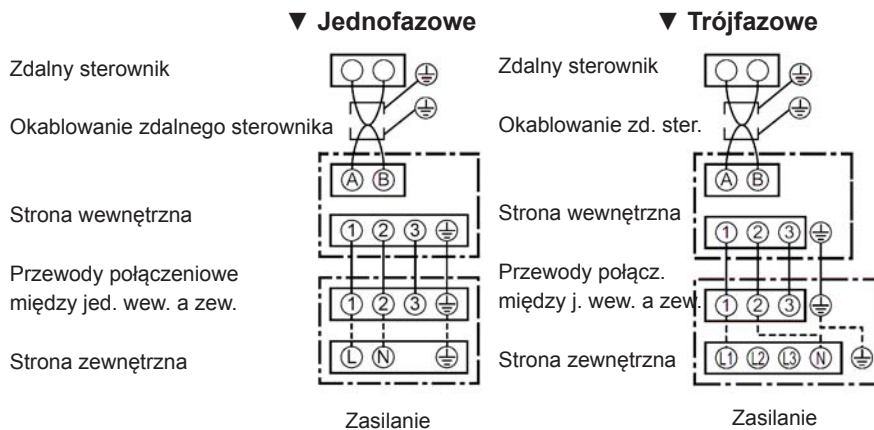 ▼ Jednofazowe
Zdalny sterownik
Okablowanie zdalnego sterownika
A B
Strona wewnętrzna
1 2 3
Przewody połączeniowe
między jed. wew. a zew.
1 2 3
Strona zewnętrzna
L N
Zasilanie
▼ Trójfazowe
Zdalny sterownik
Okablowanie zd. ster.
A B
Strona wewnętrzna
1 2 3
Przewody połącz.
między j. wew. a zew.
1 2 3
Strona zewnętrzna
L1 L2 L3 N
Zasilanie